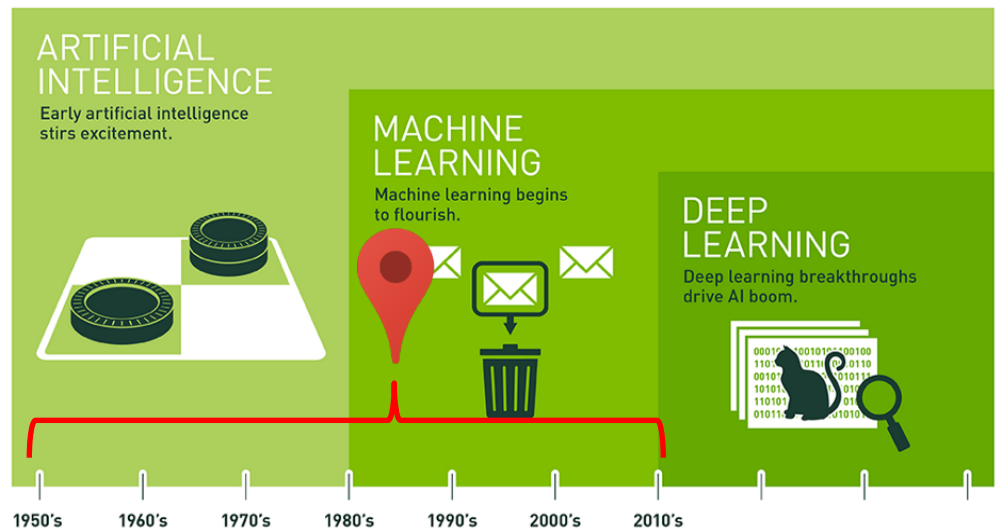 ARTIFICIAL
INTELLIGENCE
Early artificial intelligence
stirs excitement.
MACHINE
LEARNING
Machine learning begins
to flourish.
DEEP
LEARNING
Deep learning breakthroughs
drive AI boom.
1950's 1960's 1970's 1980's 1990's 2000's 2010's